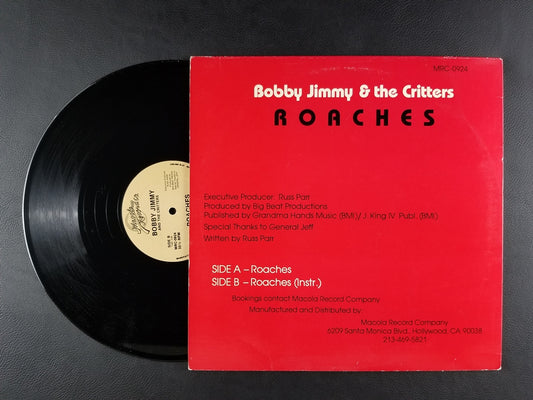 MRC-0924
Bobby Jimmy & the Critters
ROACHES
Executive Producer: Russ Parr
Produced by Big Beat Productions
Published by Grandma Hands Music (BMI)/ J. King IV Publ. (BMI)
Special Thanks to General Jeff
Written by Russ Parr
SIDE A – Roaches
SIDE B – Roaches (Instr.)
Bookings contact Macola Record Company
Manufactured and Distributed by:
Macola Record Company
6209 Santa Monica Blvd., Hollywood, CA 90038
213-469-5821
BOBBY JIMMY
AND THE CRITTERS
ROACHES